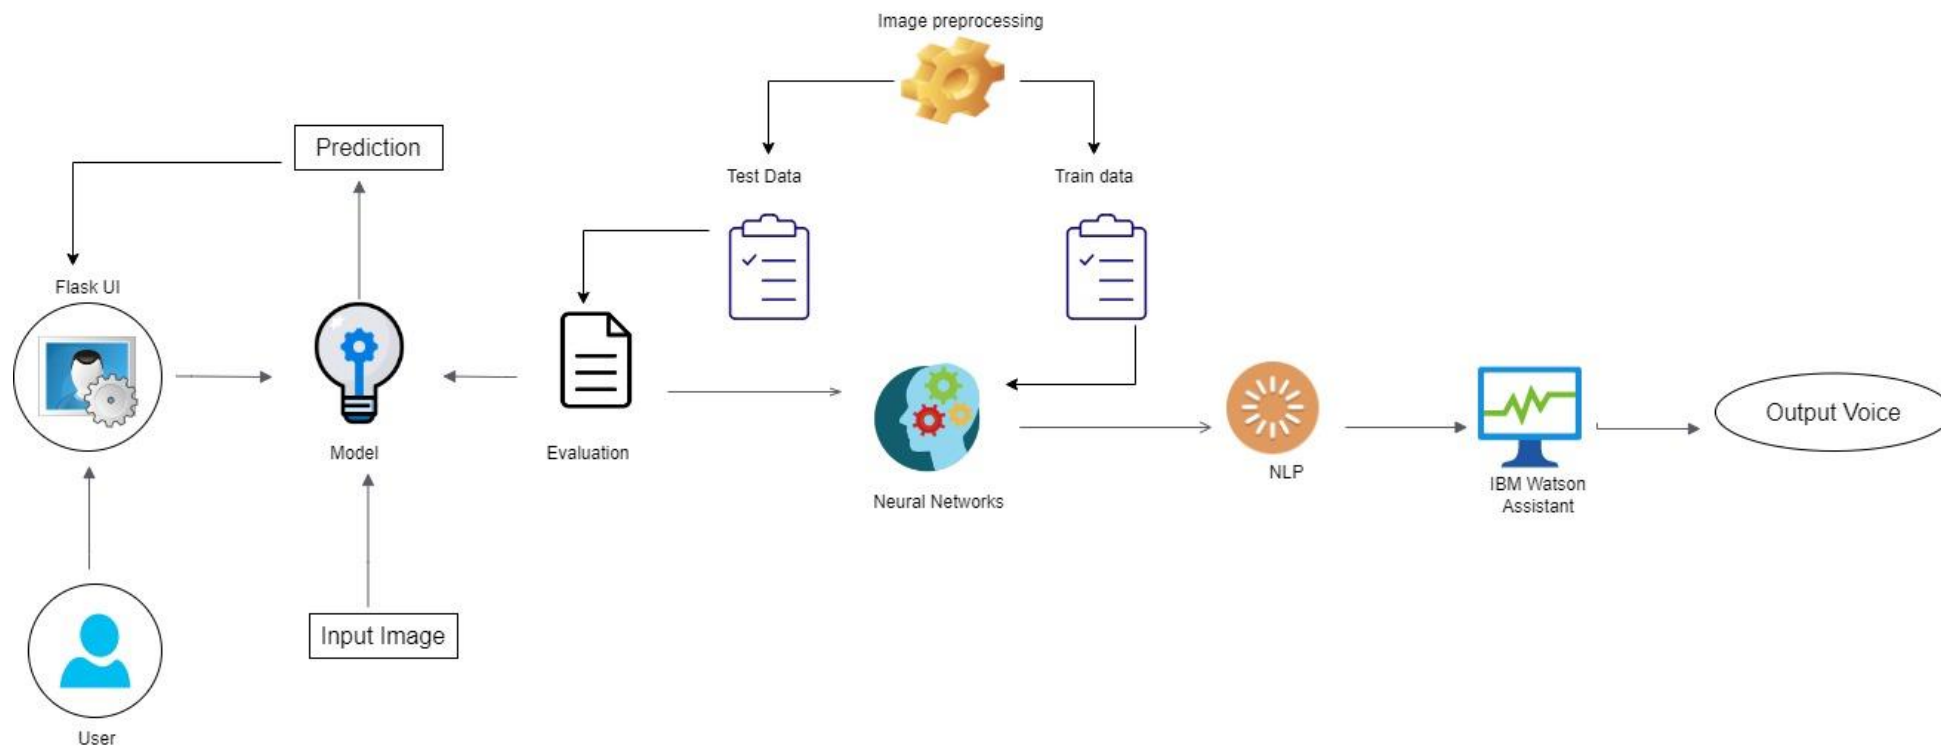 Image preprocessing
Prediction
Test Data
Train data
Flask UI
Model
Evaluation
Neural Networks
NLP
IBM Watson
Assistant
Output Voice
Input Image
User